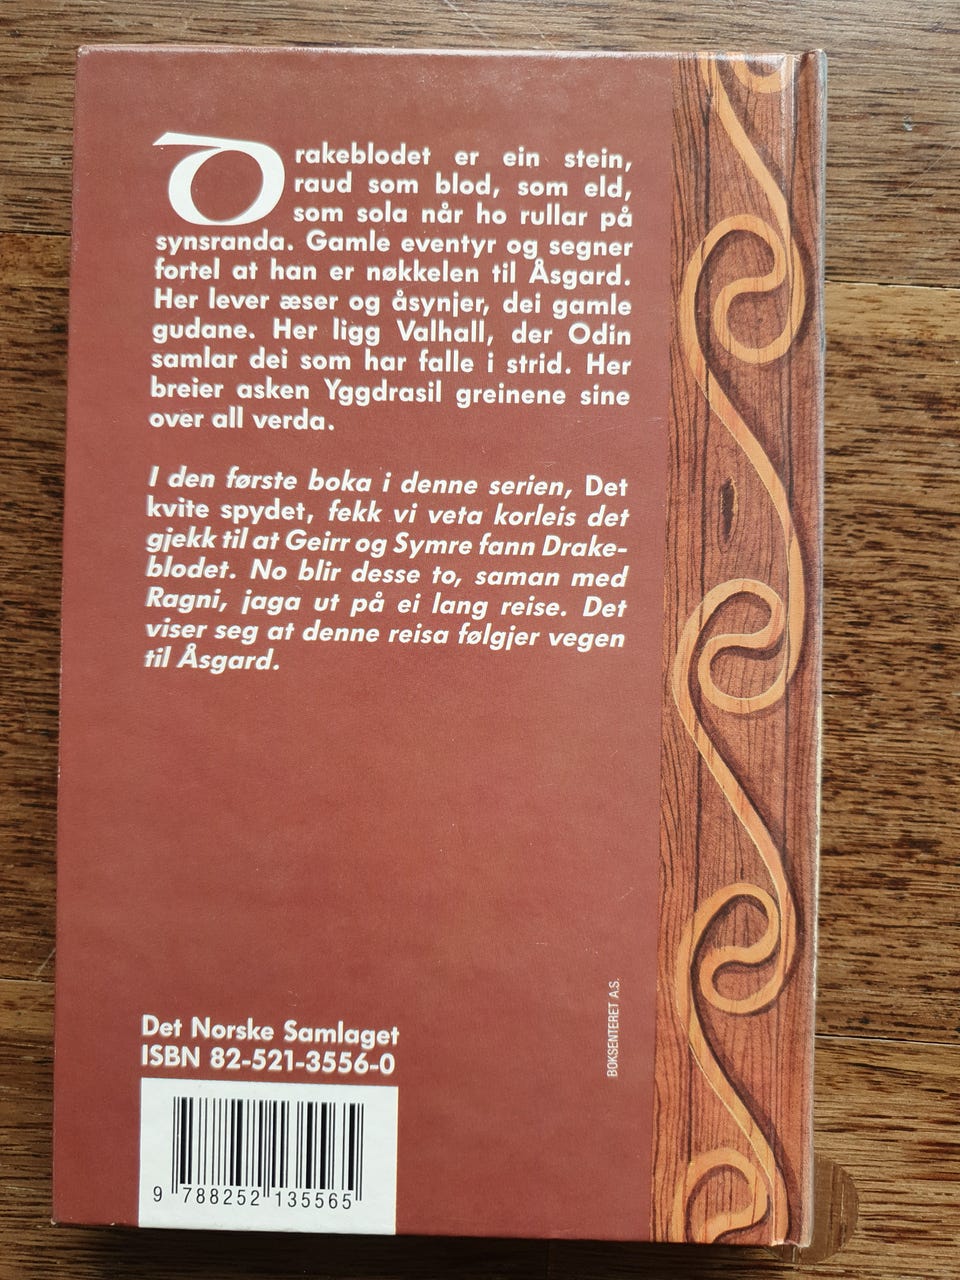 Drakeblodet er ein stein,
raud som blod, som eld,
som sola når ho rullar på
synsranda. Gamle eventyr og segner
fortel at han er nøkkelen til Åsgard.
Her lever æser og åsynjer, dei gamle
gudane. Her ligg Valhall, der Odin
samlar dei som har falle i strid. Her
breier asken Yggdrasil greinene sine
over all verda.
I den første boka i denne serien, Det
kvite spydet, fekk vi veta korleis det
gjekk til at Geirr og Symre fann Drake-
blodet. No blir desse to, saman med
Ragni, jaga ut på ei lang reise. Det
viser seg at denne reisa følgjer vegen
til Åsgard.
BOKSENTERET A.S.
Det Norske Samlaget
ISBN 82-521-3556-0
9 788252 135565